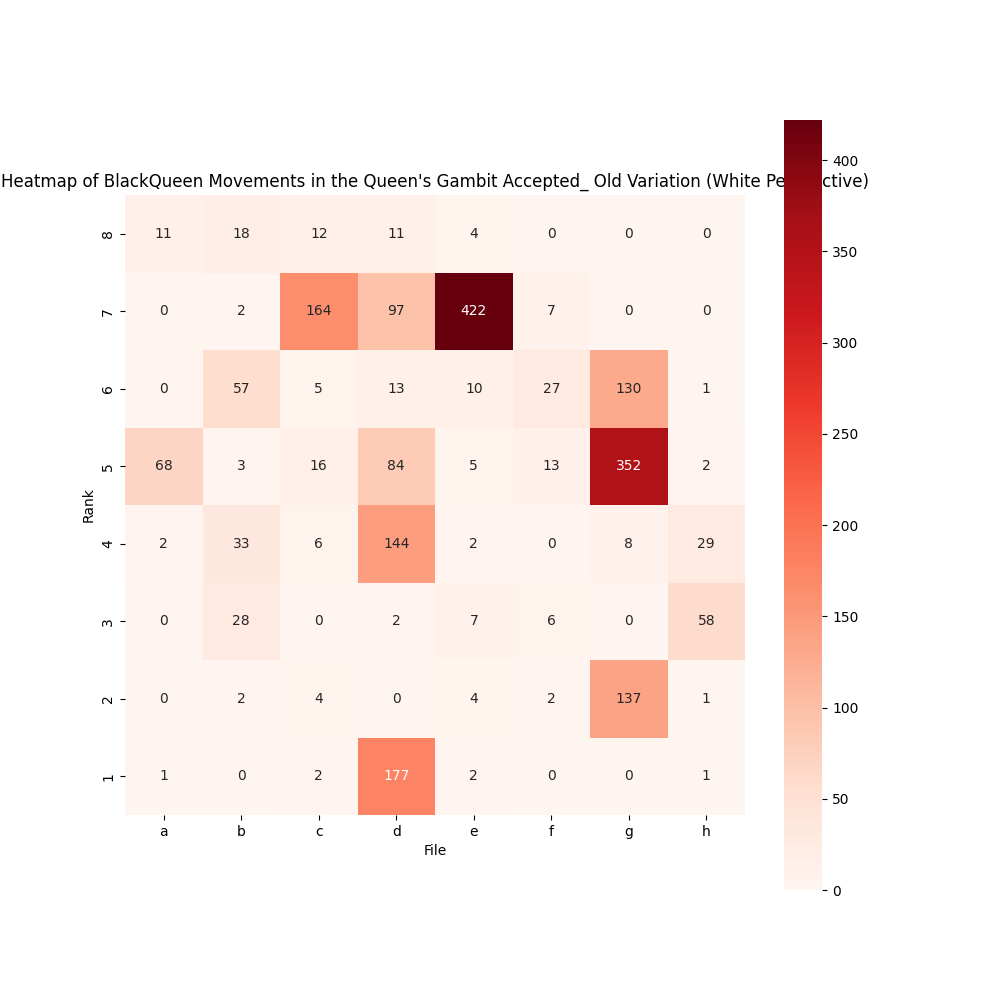 Heatmap of BlackQueen Movements in the Queen's Gambit Accepted_ Old Variation (White Pe ctive)
8 11 18 12 11 4 0 0 0
7 0 2 164 97 422 7 0 0
6 0 57 5 13 10 27 130 1
5 68 3 16 84 5 13 352 2
4 2 33 6 144 2 0 8 29
3 0 28 0 2 7 6 0 58
2 0 2 4 0 4 2 137 1
1 1 0 2 177 2 0 0 1
Rank
a b c d e f g h
File
400
350
300
250
200
150
100
50
0